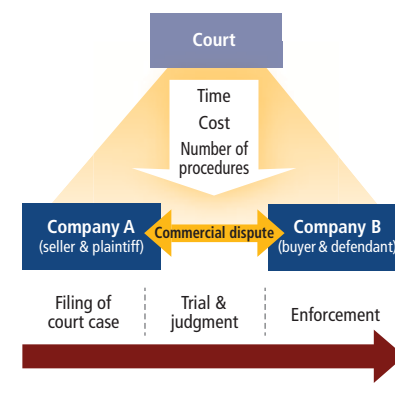 Court
Time
Cost
Number of
procedures
Company A
(seller & plaintiff)
Commercial dispute
Company B
(buyer & defendant)
Filing of
court case
Trial &
judgment
Enforcement